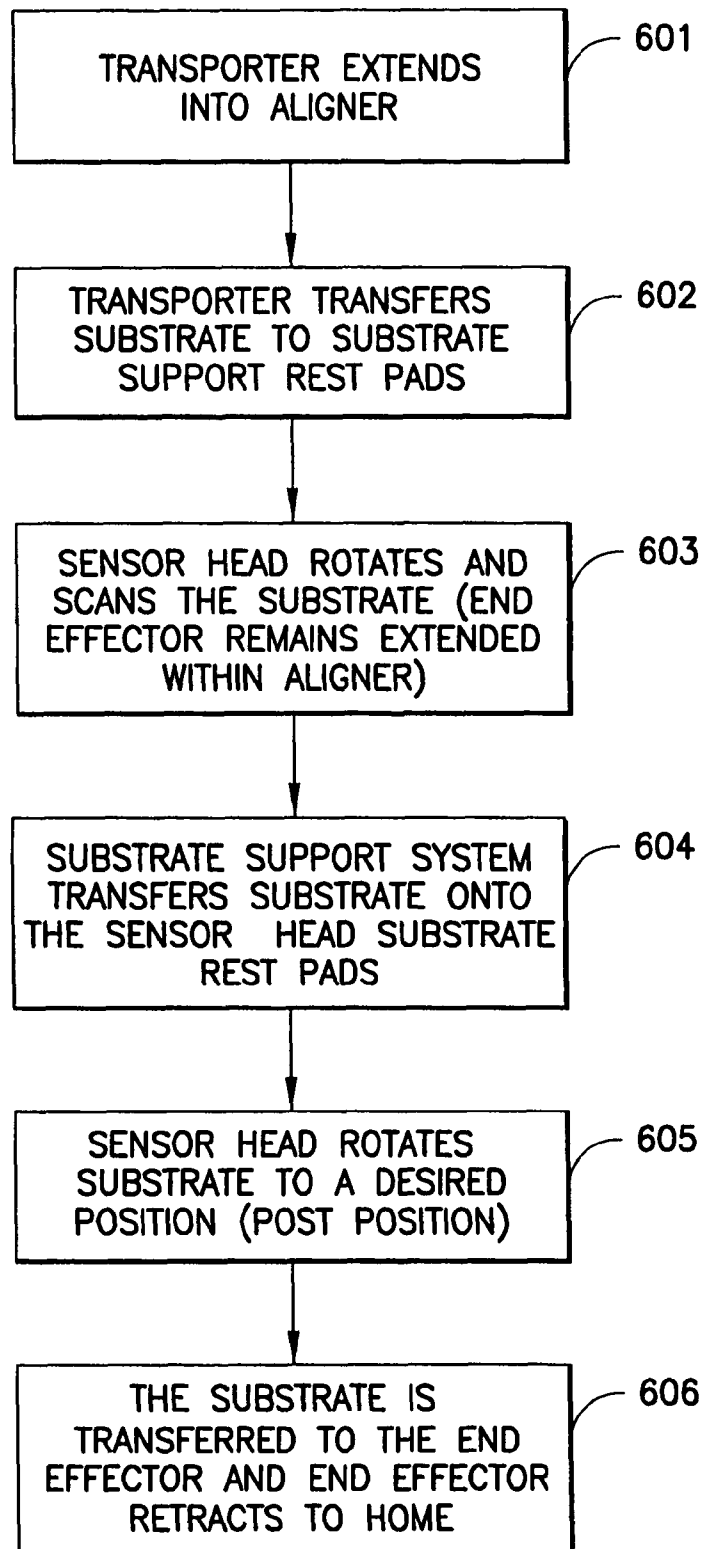 TRANSPORTER EXTENDS
INTO ALIGNER
601
TRANSPORTER TRANSFERS
SUBSTRATE TO SUBSTRATE
SUPPORT REST PADS
602
SENSOR HEAD ROTATES AND
SCANS THE SUBSTRATE (END
EFFECTOR REMAINS EXTENDED
WITHIN ALIGNER)
603
SUBSTRATE SUPPORT SYSTEM
TRANSFERS SUBSTRATE ONTO
THE SENSOR HEAD SUBSTRATE
REST PADS
604
SENSOR HEAD ROTATES
SUBSTRATE TO A DESIRED
POSITION (POST POSITION)
605
THE SUBSTRATE IS
TRANSFERRED TO THE END
EFFECTOR AND END EFFECTOR
RETRACTS TO HOME
606